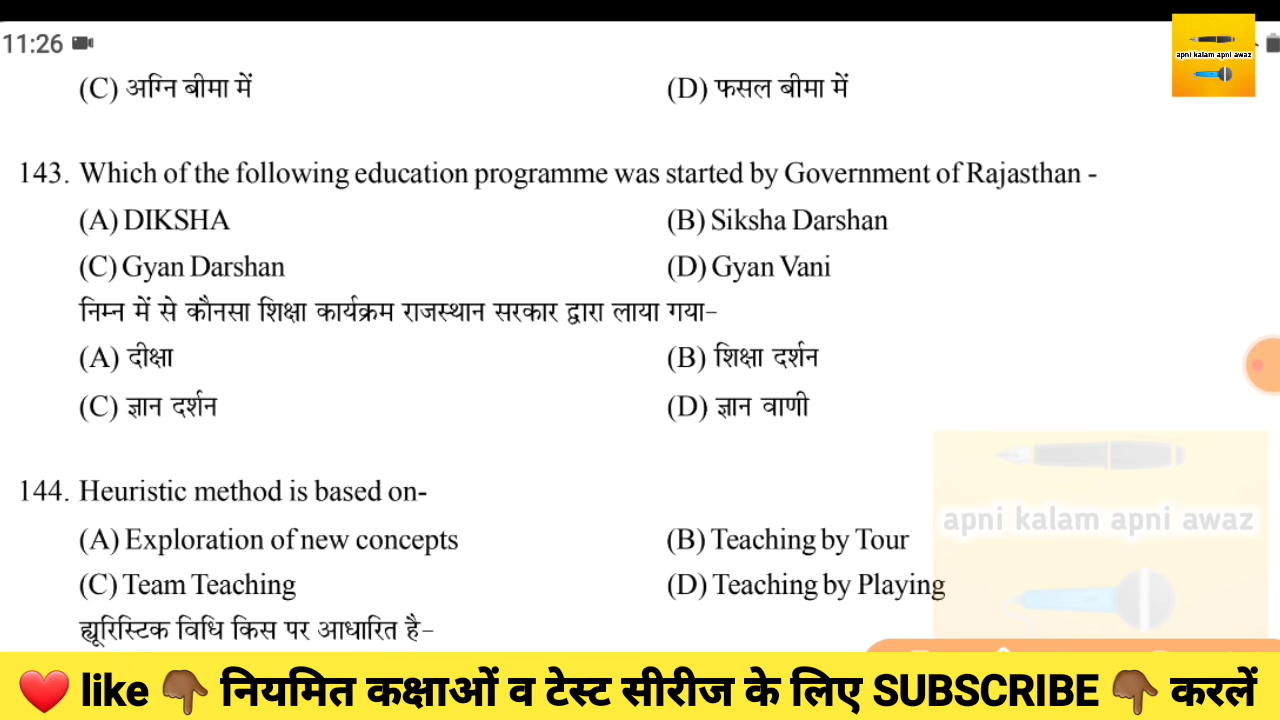 11:26
apni kalam apni awaz
(C) अग्नि बीमा में (D) फसल बीमा में
143. Which of the following education programme was started by Government of Rajasthan -
(A) DIKSHA (B) Siksha Darshan
(C) Gyan Darshan (D) Gyan Vani
निम्न में से कौनसा शिक्षा कार्यक्रम राजस्थान सरकार द्वारा लाया गया-
(A) दीक्षा (B) शिक्षा दर्शन
(C) ज्ञान दर्शन (D) ज्ञान वाणी
144. Heuristic method is based on-
apni kalam apni awaz
(A) Exploration of new concepts (B) Teaching by Tour
(C) Team Teaching (D) Teaching by Playing
ह्यूरिस्टिक विधि किस पर आधारित है-
like नियमित कक्षाओं व टेस्ट सीरीज के लिए SUBSCRIBE करलें